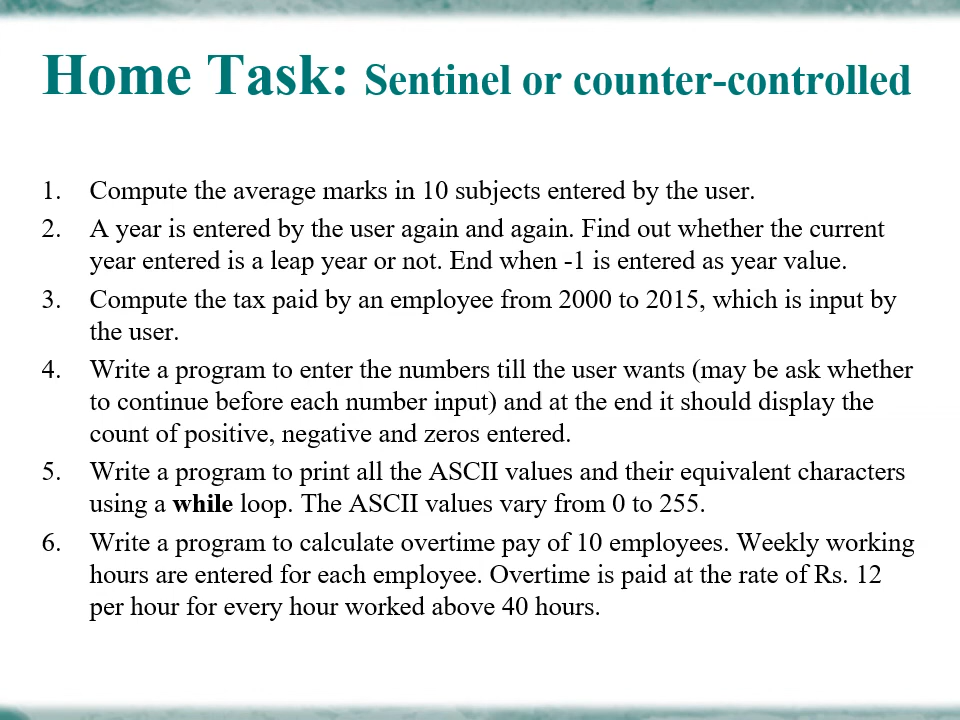 Home Task: Sentinel or counter-controlled
1. Compute the average marks in 10 subjects entered by the user.
2. A year is entered by the user again and again. Find out whether the current
year entered is a leap year or not. End when -1 is entered as year value.
3. Compute the tax paid by an employee from 2000 to 2015, which is input by
the user.
4. Write a program to enter the numbers till the user wants (may be ask whether
to continue before each number input) and at the end it should display the
count of positive, negative and zeros entered.
5. Write a program to print all the ASCII values and their equivalent characters
using a while loop. The ASCII values vary from 0 to 255.
6. Write a program to calculate overtime pay of 10 employees. Weekly working
hours are entered for each employee. Overtime is paid at the rate of Rs. 12
per hour for every hour worked above 40 hours.